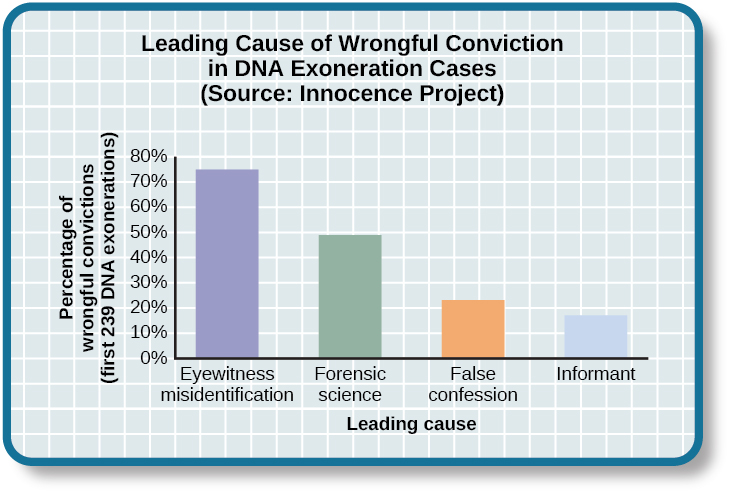 Leading Cause of Wrongful Conviction
in DNA Exoneration Cases
(Source: Innocence Project)
Percentage of
wrongful convictions
(first 239 DNA exonerations)
80%
70%
60%
50%
40%
30%
20%
10%
0%
Eyewitness
misidentification
Forensic
science
False
confession
Informant
Leading cause